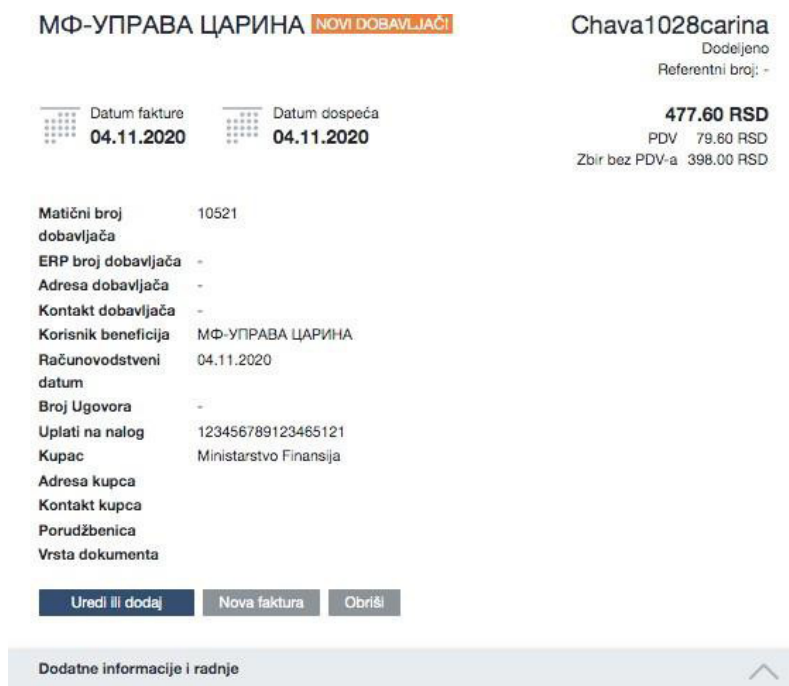 МФ-УПРАВА ЦАРИНА NOVI DOBAVLJAČ!
Chava1028carina
Dodeljeno
Referentni broj: -
Datum fakture
04.11.2020
Datum dospeća
04.11.2020
477.60 RSD
PDV 79.60 RSD
Zbir bez PDV-a 398.00 RSD
Matični broj dobavljača 10521
ERP broj dobavljača -
Adresa dobavljača -
Kontakt dobavljača -
Korisnik beneficija МФ-УПРАВА ЦАРИНА
Računovodstveni datum 04.11.2020
Broj Ugovora -
Uplati na nalog 123456789123465121
Kupac Ministarstvo Finansija
Adresa kupca
Kontakt kupca
Porudžbenica
Vrsta dokumenta
Uredi ili dodaj Nova faktura Obriši
Dodatne informacije i radnje